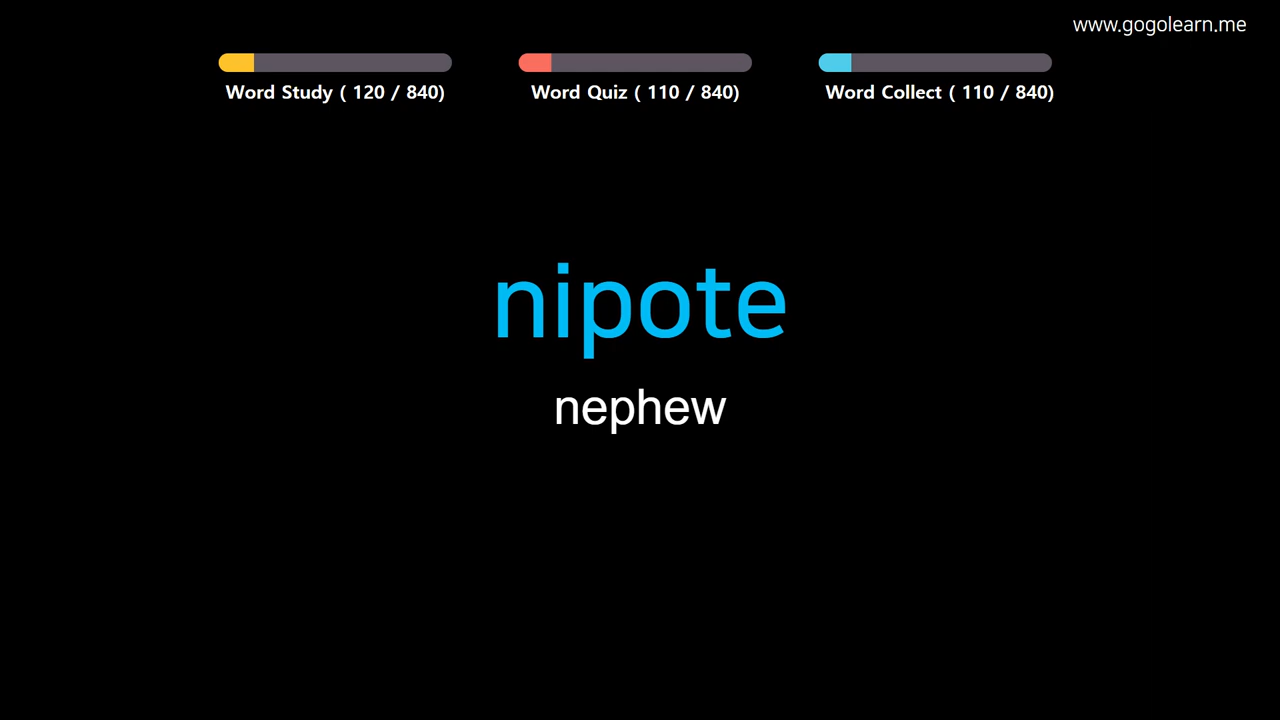 www.gogolearn.me
Word Study ( 120 / 840)
Word Quiz ( 110 / 840)
Word Collect ( 110 / 840)
nipote
nephew